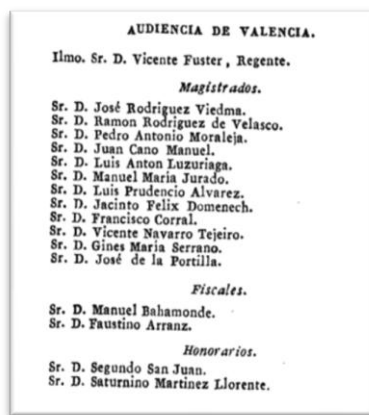 AUDIENCIA DE VALENCIA.
Ilmo. Sr. D. Vicente Fuster, Regente.
Magistrados.
Sr. D. José Rodriguez Viedma.
Sr. D. Ramon Rodriguez de Velasco.
Sr. D. Pedro Antonio Moraleja.
Sr. D. Juan Cano Manuel.
Sr. D. Luis Anton Luzuriaga.
Sr. D. Manuel María Jurado.
Sr. D. Luis Prudencio Alvarez.
Sr. D. Jacinto Felix Domenech.
Sr. D. Francisco Corral.
Sr. D. Vicente Navarro Tejeiro.
Sr. D. Gines María Serrano.
Sr. D. José de la Portilla.
Fiscales.
Sr. D. Manuel Bahamonde.
Sr. D. Faustino Arranz.
Honorarios.
Sr. D. Segundo San Juan.
Sr. D. Saturnino Martinez Llorente.